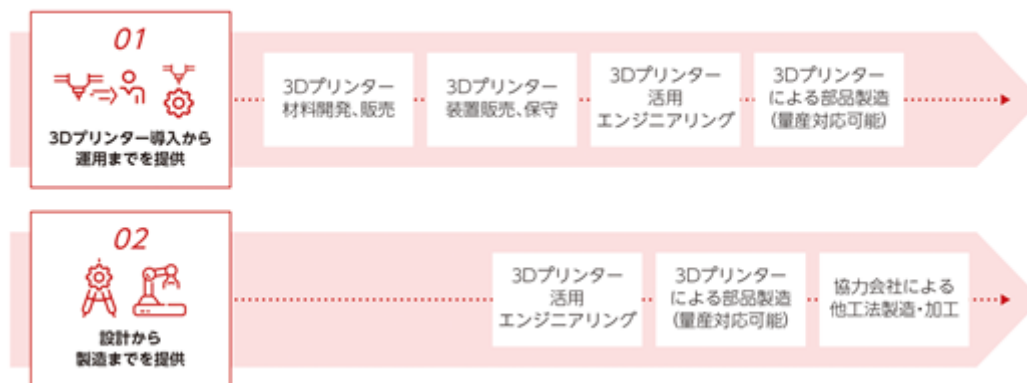 01
3Dプリンター導入から
運用までを提供
3Dプリンター
材料開発、販売
3Dプリンター
装置販売、保守
3Dプリンター
活用
エンジニアリング
3Dプリンター
による部品製造
(量産対応可能)
02
設計から
製造までを提供
3Dプリンター
活用
エンジニアリング
3Dプリンター
による部品製造
(量産対応可能)
協力会社による
他工法製造・加工